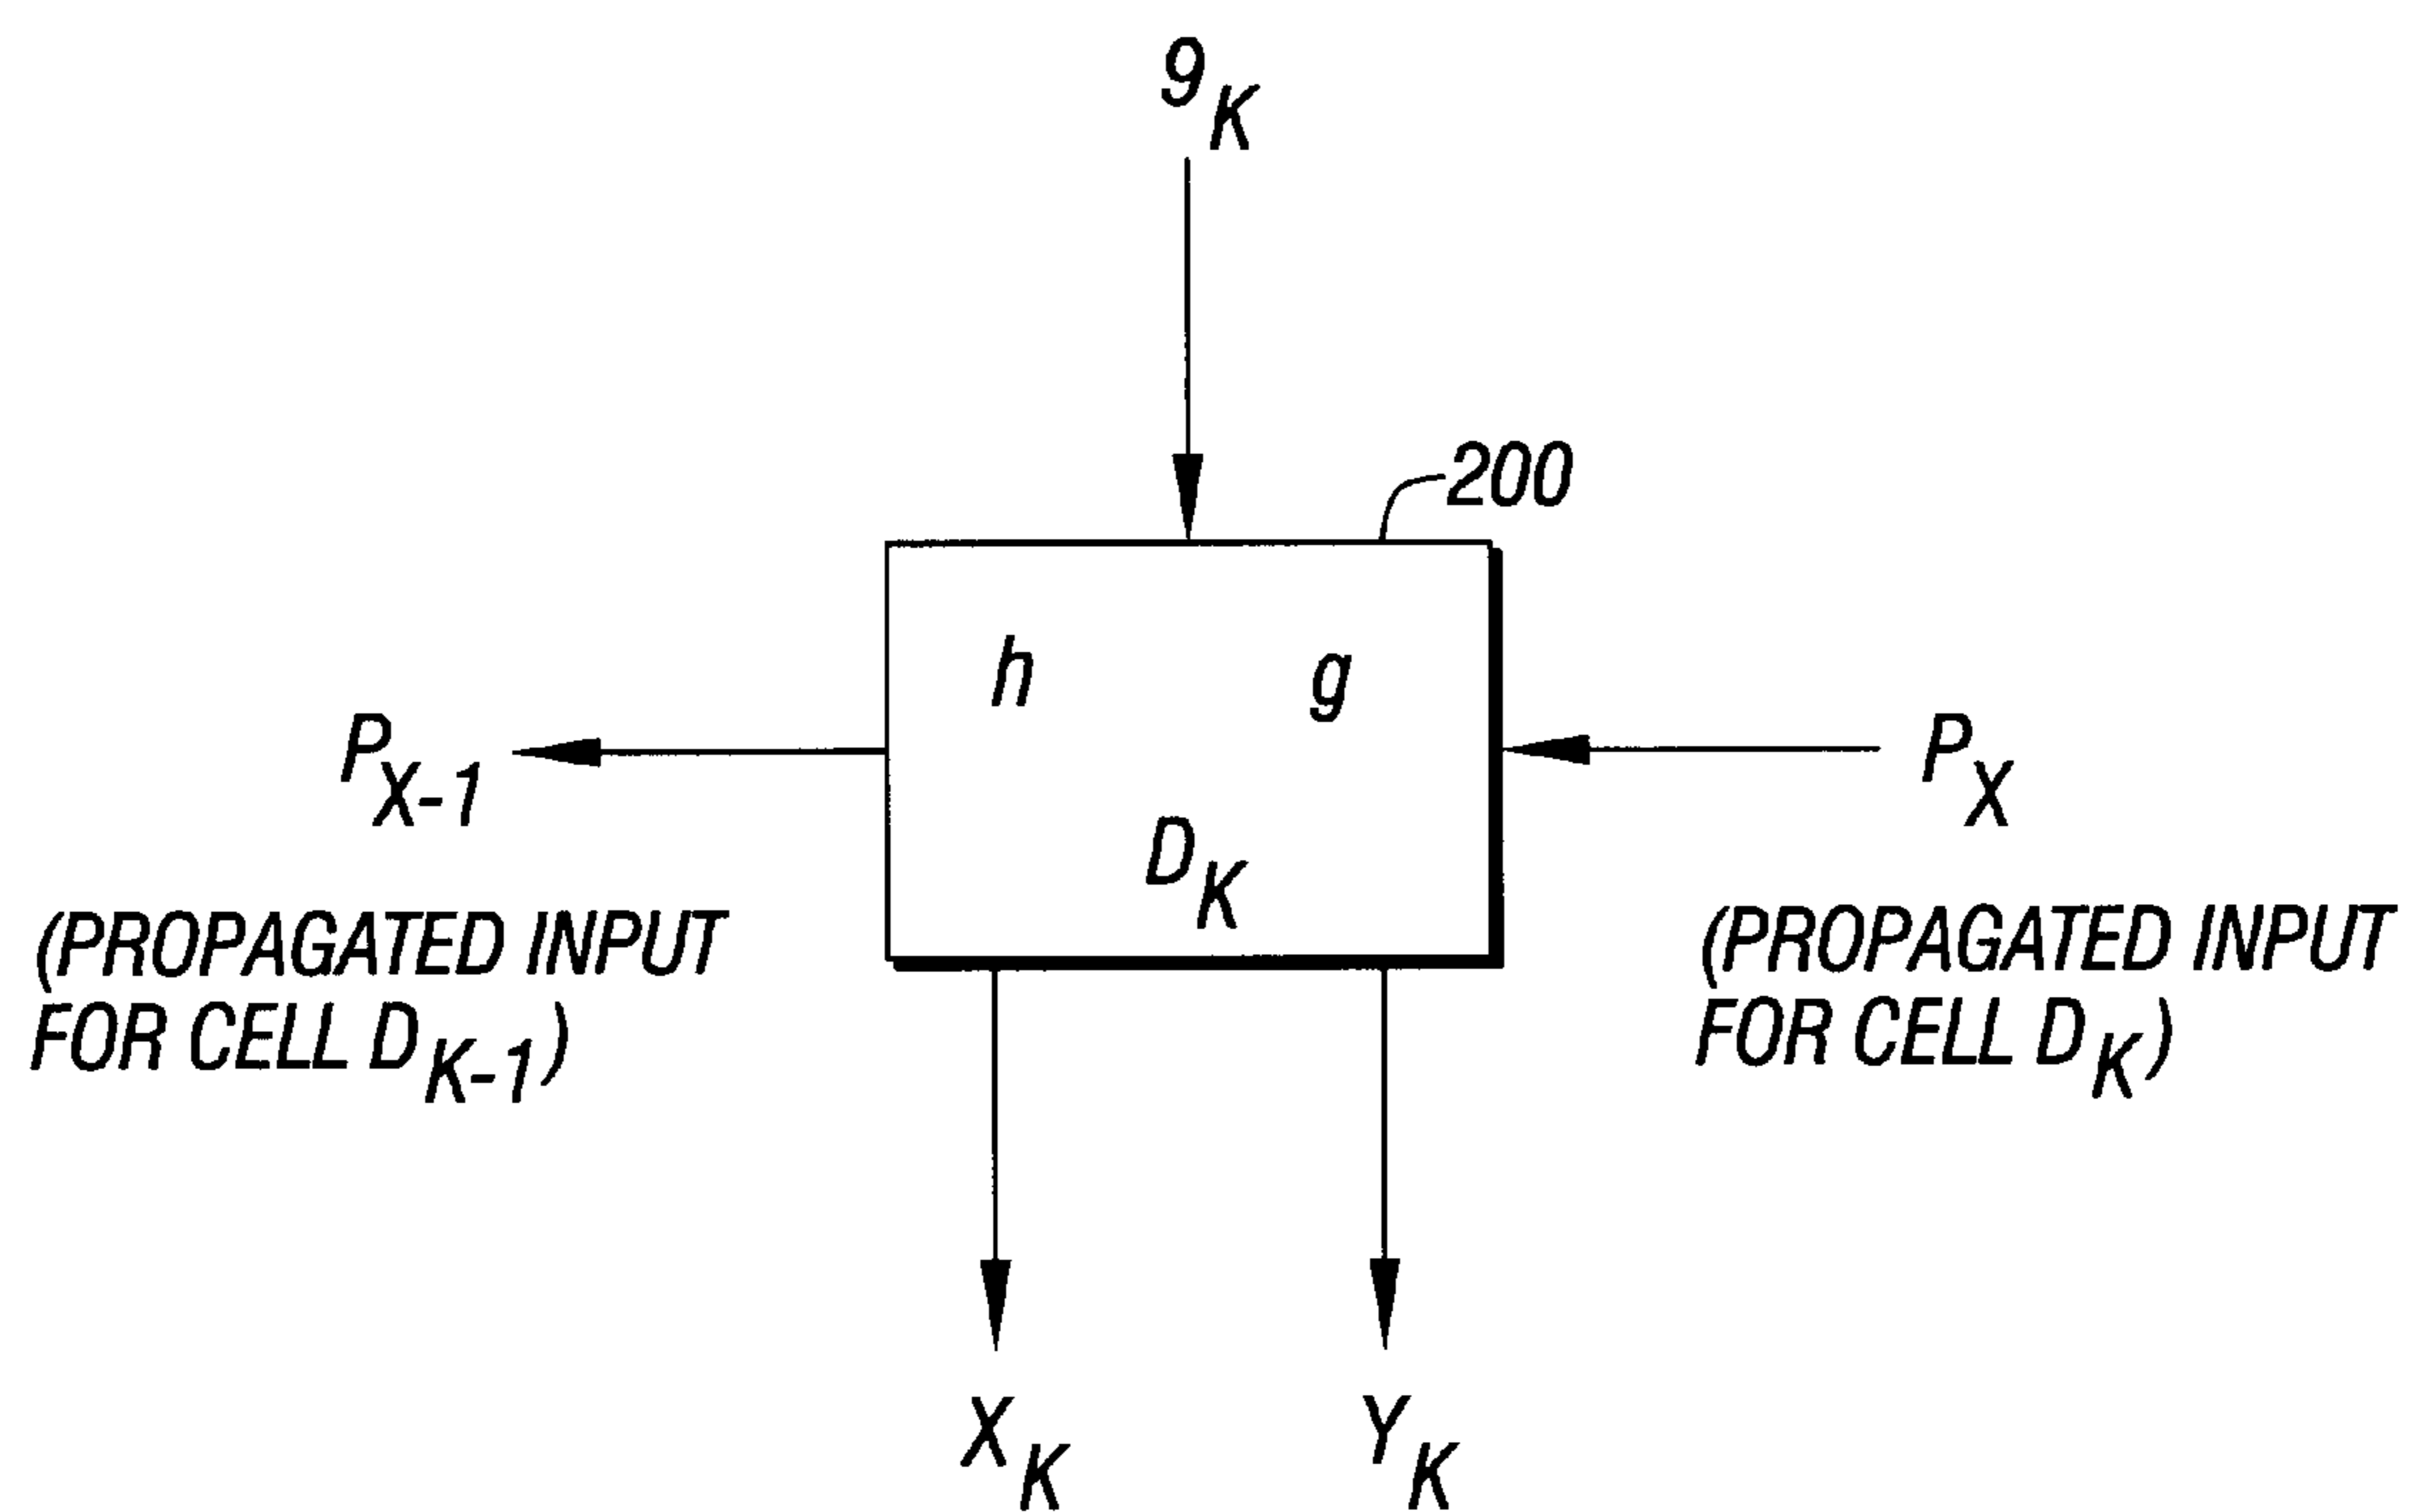 9K
200
h g
PX-1
PX
DK
(PROPAGATED INPUT
FOR CELL DK-1)
(PROPAGATED INPUT
FOR CELL DK)
XK
YK